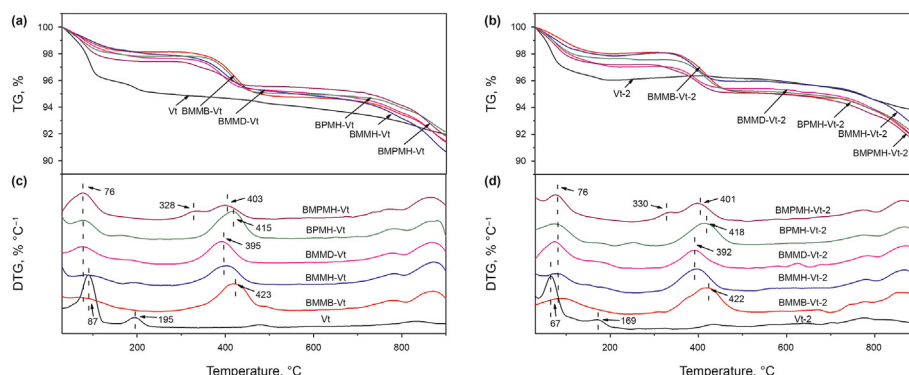 (a)
100
98
96
94
92
90
TG, %
Vt
BMMB-Vt
BMMD-Vt
BPMH-Vt
BMMH-Vt
BMPMH-Vt
(b)
100
98
96
94
92
90
TG, %
Vt-2
BMMB-Vt-2
BMMD-Vt-2
BPMH-Vt-2
BMMH-Vt-2
BMPMH-Vt-2
(c)
DTG, % °C⁻¹
76
328
403
BMPMH-Vt
415
BPMH-Vt
395
BMMD-Vt
BMMH-Vt
423
BMMB-Vt
87
195
Vt
200
400
600
800
Temperature, °C
(d)
DTG, % °C⁻¹
76
330
401
BMPMH-Vt-2
418
BPMH-Vt-2
392
BMMD-Vt-2
BMMH-Vt-2
422
BMMB-Vt-2
67
169
Vt-2
200
400
600
800
Temperature, °C